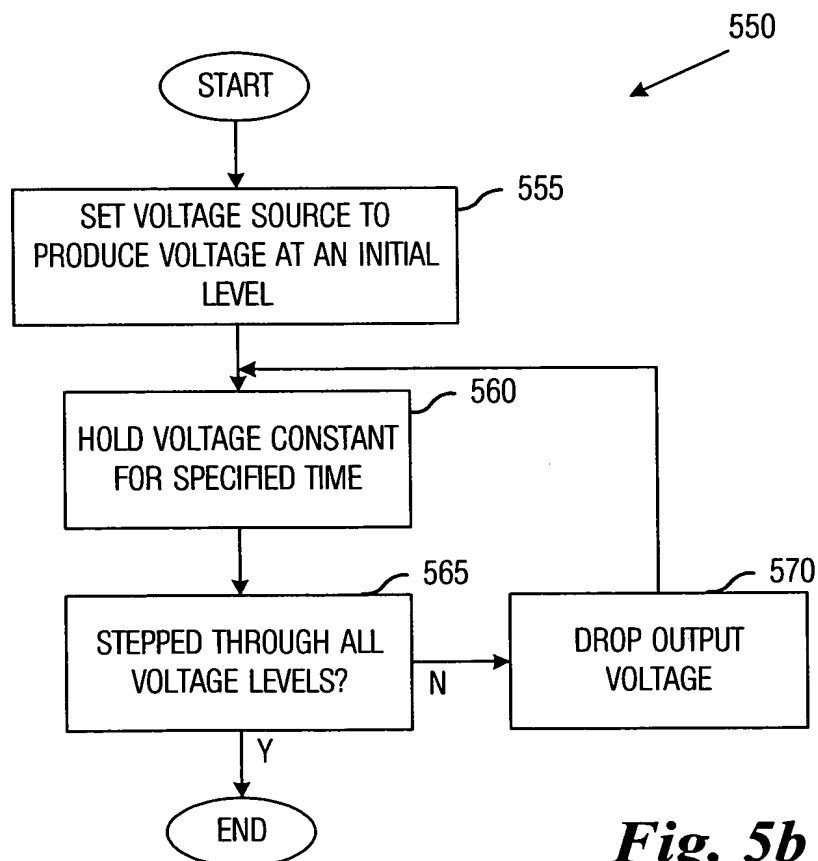 550
START
555
SET VOLTAGE SOURCE TO
PRODUCE VOLTAGE AT AN INITIAL
LEVEL
560
HOLD VOLTAGE CONSTANT
FOR SPECIFIED TIME
565
STEPPED THROUGH ALL
VOLTAGE LEVELS?
N
570
DROP OUTPUT
VOLTAGE
Y
END
Fig. 5b